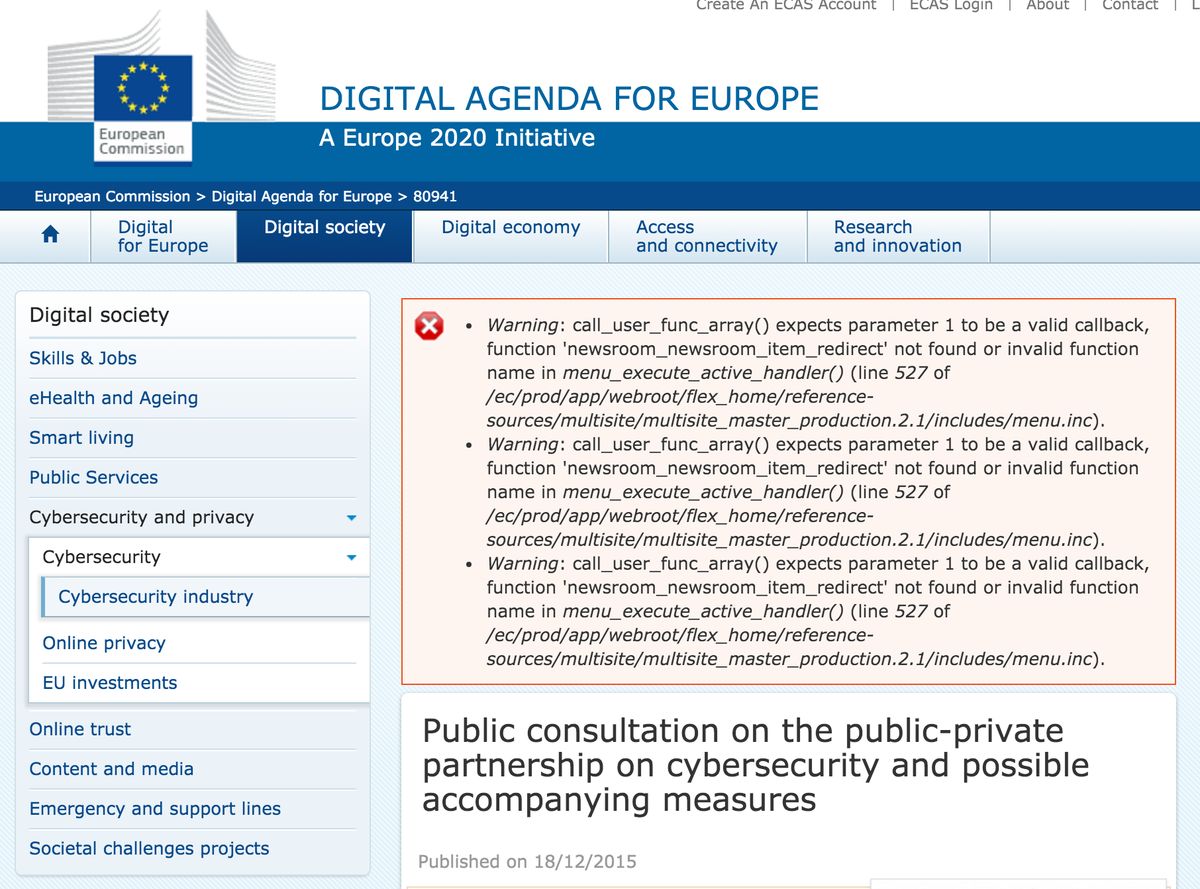 Create An ECAS Account | ECAS Login | About | Contact |
DIGITAL AGENDA FOR EUROPE
European
Commission
A Europe 2020 Initiative
European Commission > Digital Agenda for Europe > 80941
Digital
for Europe
Digital society
Digital economy
Access
and connectivity
Research
and innovation
Digital society
Skills & Jobs
eHealth and Ageing
Smart living
Public Services
Cybersecurity and privacy
Cybersecurity
Cybersecurity industry
Online privacy
EU investments
Online trust
Content and media
Emergency and support lines
Societal challenges projects
• Warning: call_user_func_array() expects parameter 1 to be a valid callback,
function 'newsroom_newsroom_item_redirect' not found or invalid function
name in menu_execute_active_handler() (line 527 of
/ec/prod/app/webroot/flex_home/reference-
sources/multisite/multisite_master_production.2.1/includes/menu.inc).
• Warning: call_user_func_array() expects parameter 1 to be a valid callback,
function 'newsroom_newsroom_item_redirect' not found or invalid function
name in menu_execute_active_handler() (line 527 of
/ec/prod/app/webroot/flex_home/reference-
sources/multisite/multisite_master_production.2.1/includes/menu.inc).
• Warning: call_user_func_array() expects parameter 1 to be a valid callback,
function 'newsroom_newsroom_item_redirect' not found or invalid function
name in menu_execute_active_handler() (line 527 of
/ec/prod/app/webroot/flex_home/reference-
sources/multisite/multisite_master_production.2.1/includes/menu.inc).
Public consultation on the public-private
partnership on cybersecurity and possible
accompanying measures
Published on 18/12/2015